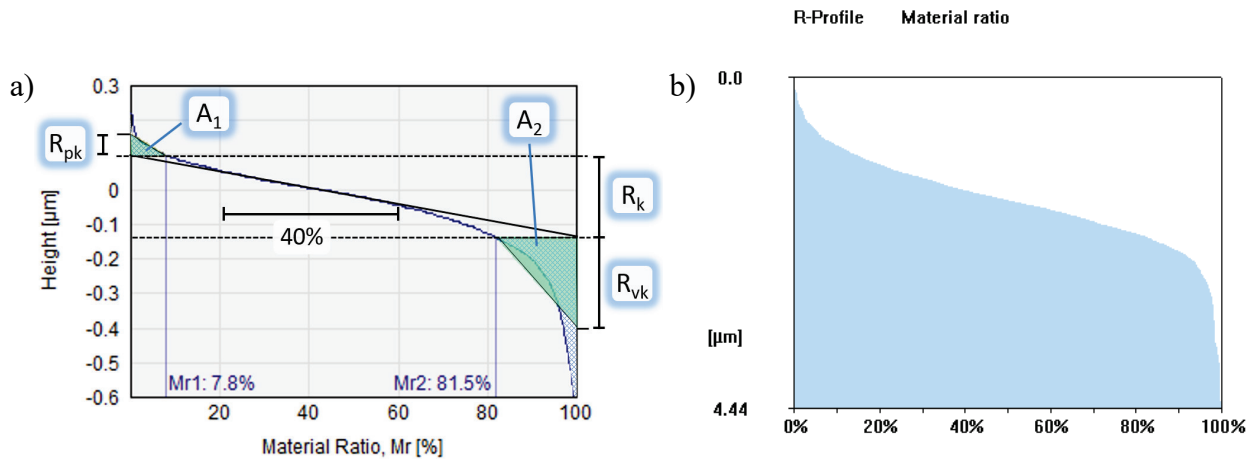 a)
0.3
0.1
0
-0.1
-0.2
-0.3
-0.4
-0.5
-0.6
Height [µm]
20
40
60
80
100
Material Ratio, Mr [%]
Rpk
A1
A2
Rk
Rvk
40%
Mr1: 7.8%
Mr2: 81.5%
b)
R-Profile Material ratio
0.0
[µm]
4.44
0% 20% 40% 60% 80% 100%